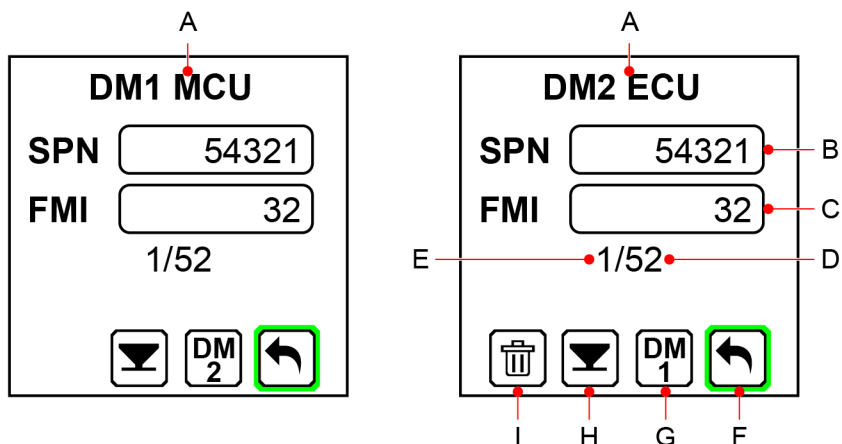 A
DM1 MCU
SPN 54321
FMI 32
1/52
DM
2
A
DM2 ECU
SPN 54321 B
FMI 32 C
E 1/52 D
DM
1
I H G F